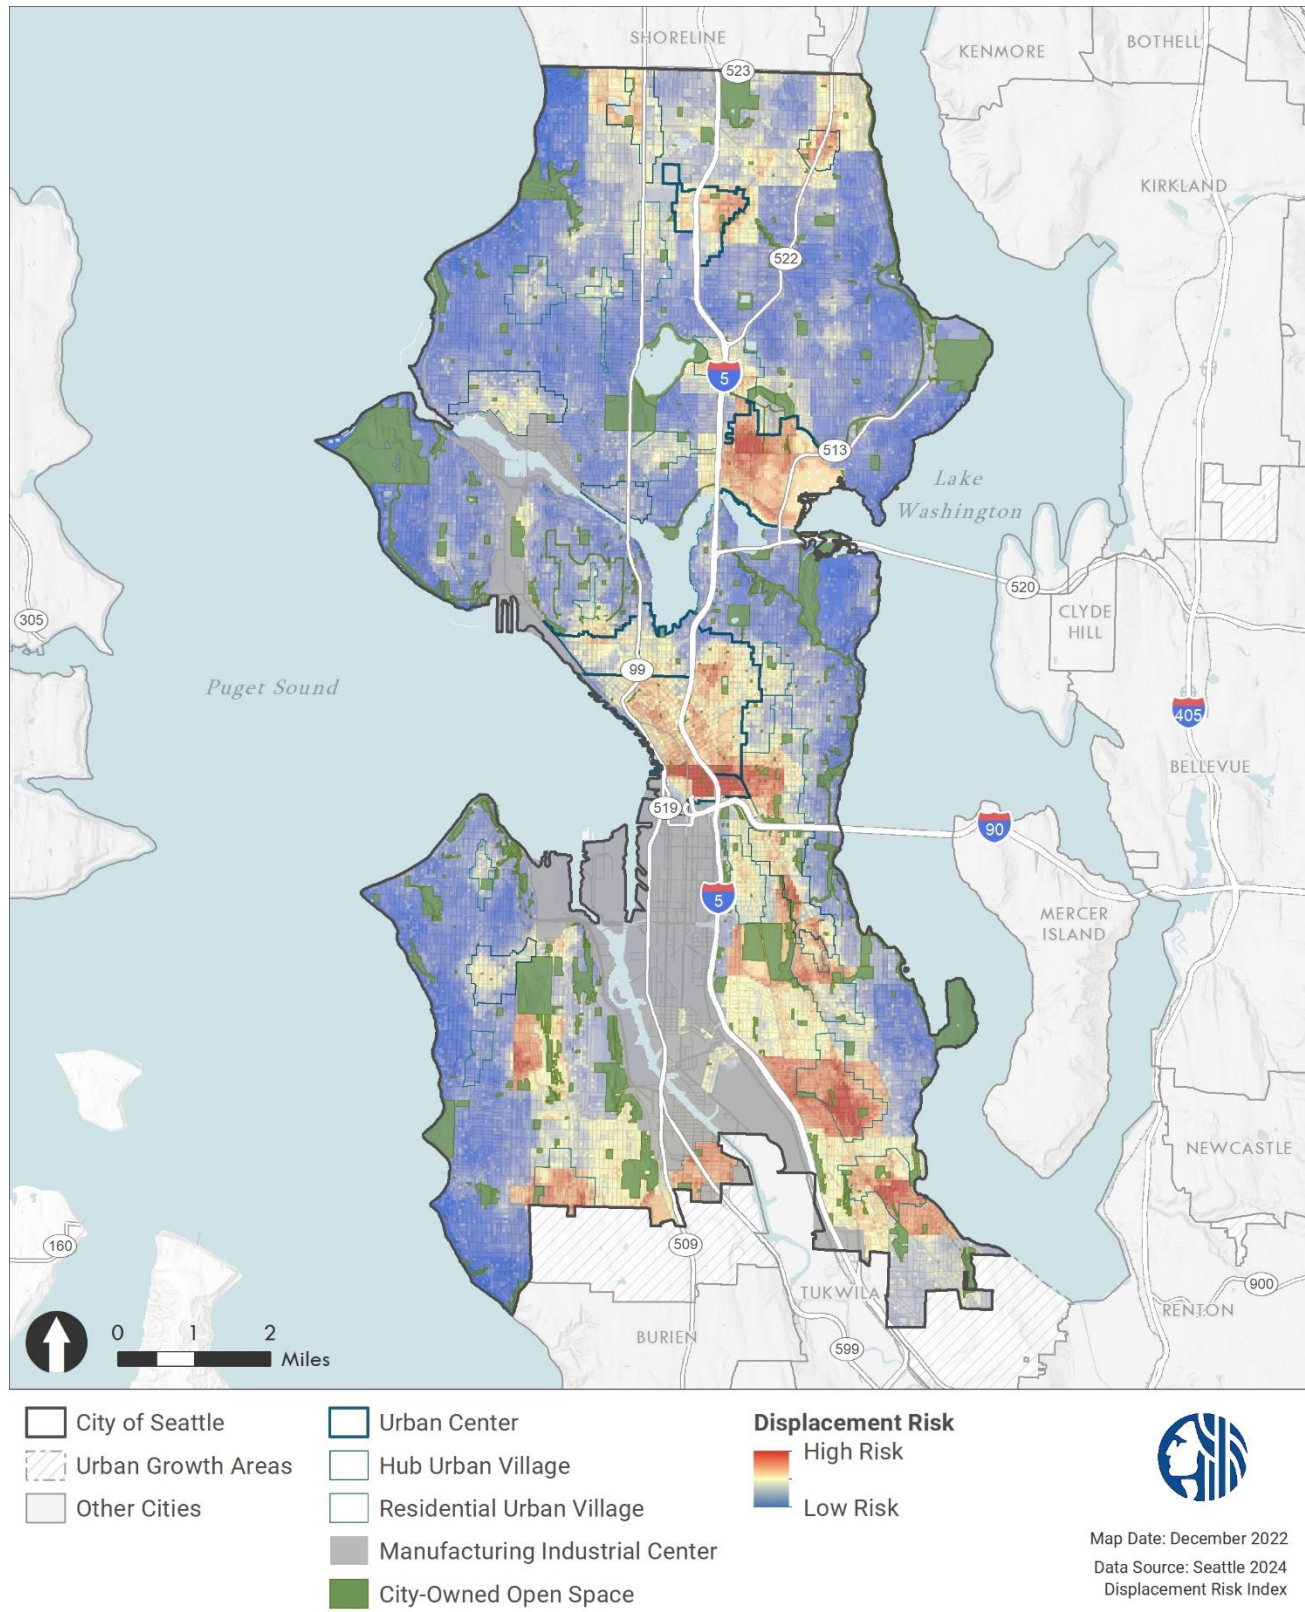 SHORELINE
KENMORE
BOTHELL
523
KIRKLAND
522
5
513
Lake
Washington
520
CLYDE
HILL
305
99
Puget Sound
405
BELLEVUE
519
90
5
MERCER
ISLAND
NEWCASTLE
160
509
TUKWILA
900
RENTON
BURIEN
599
0 1 2
Miles
City of Seattle
Urban Growth Areas
Other Cities
Urban Center
Hub Urban Village
Residential Urban Village
Manufacturing Industrial Center
City-Owned Open Space
Displacement Risk
High Risk
Low Risk
Map Date: December 2022
Data Source: Seattle 2024
Displacement Risk Index